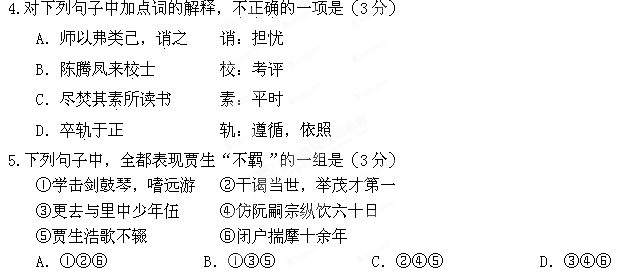 4.对下列句子中加点词的解释，不正确的一项是（3分）
A．师以弗类己，诮之　　诮：担忧
B．陈腾凤来校士　　校：考评
C．尽焚其素所读书　　素：平时
D．卒轨于正　　轨：遵循，依照
5.下列句子中，全都表现贾生“不羁”的一组是（3分）
①学击剑鼓琴，嗜远游　②干谒当世，举茂才第一
③更去与里中少年伍　④仿阮嗣宗纵饮六十日
⑤贾生浩歌不辍　⑥闭户揣摩十余年
A．①②⑥　B．①③⑤　C．②④⑤　D．③④⑥